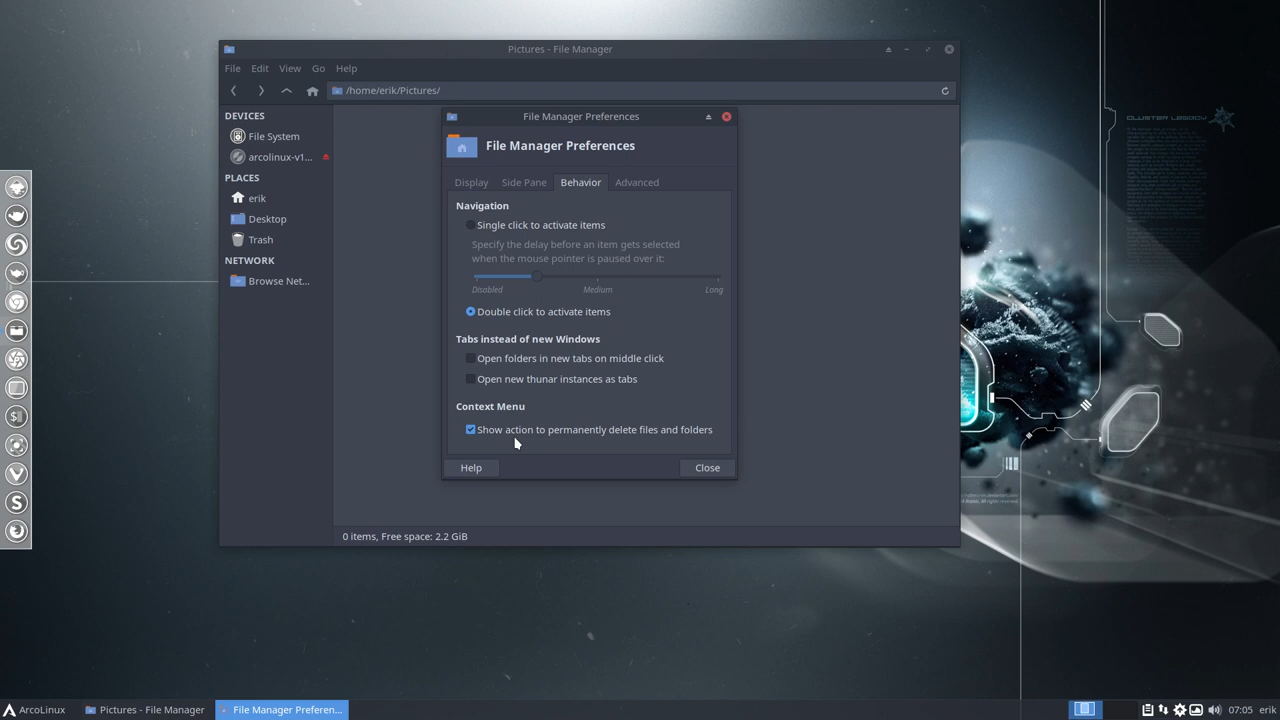 Pictures - File Manager
File Edit View Go Help
/home/erik/Pictures/
DEVICES
File System
arcolinux-v1...
PLACES
erik
Desktop
Trash
NETWORK
Browse Net...
File Manager Preferences
File Manager Preferences
Display Side Pane Behavior Advanced
Navigation
Single click to activate items
Specify the delay before an item gets selected
when the mouse pointer is paused over it:
Disabled Medium Long
Double click to activate items
Tabs instead of new Windows
Open folders in new tabs on middle click
Open new thunar instances as tabs
Context Menu
Show action to permanently delete files and folders
Help Close
0 items, Free space: 2.2 GiB
CLUSTER LEGACY
ArcoLinux Pictures - File Manager File Manager Preferen... 07:05 erik